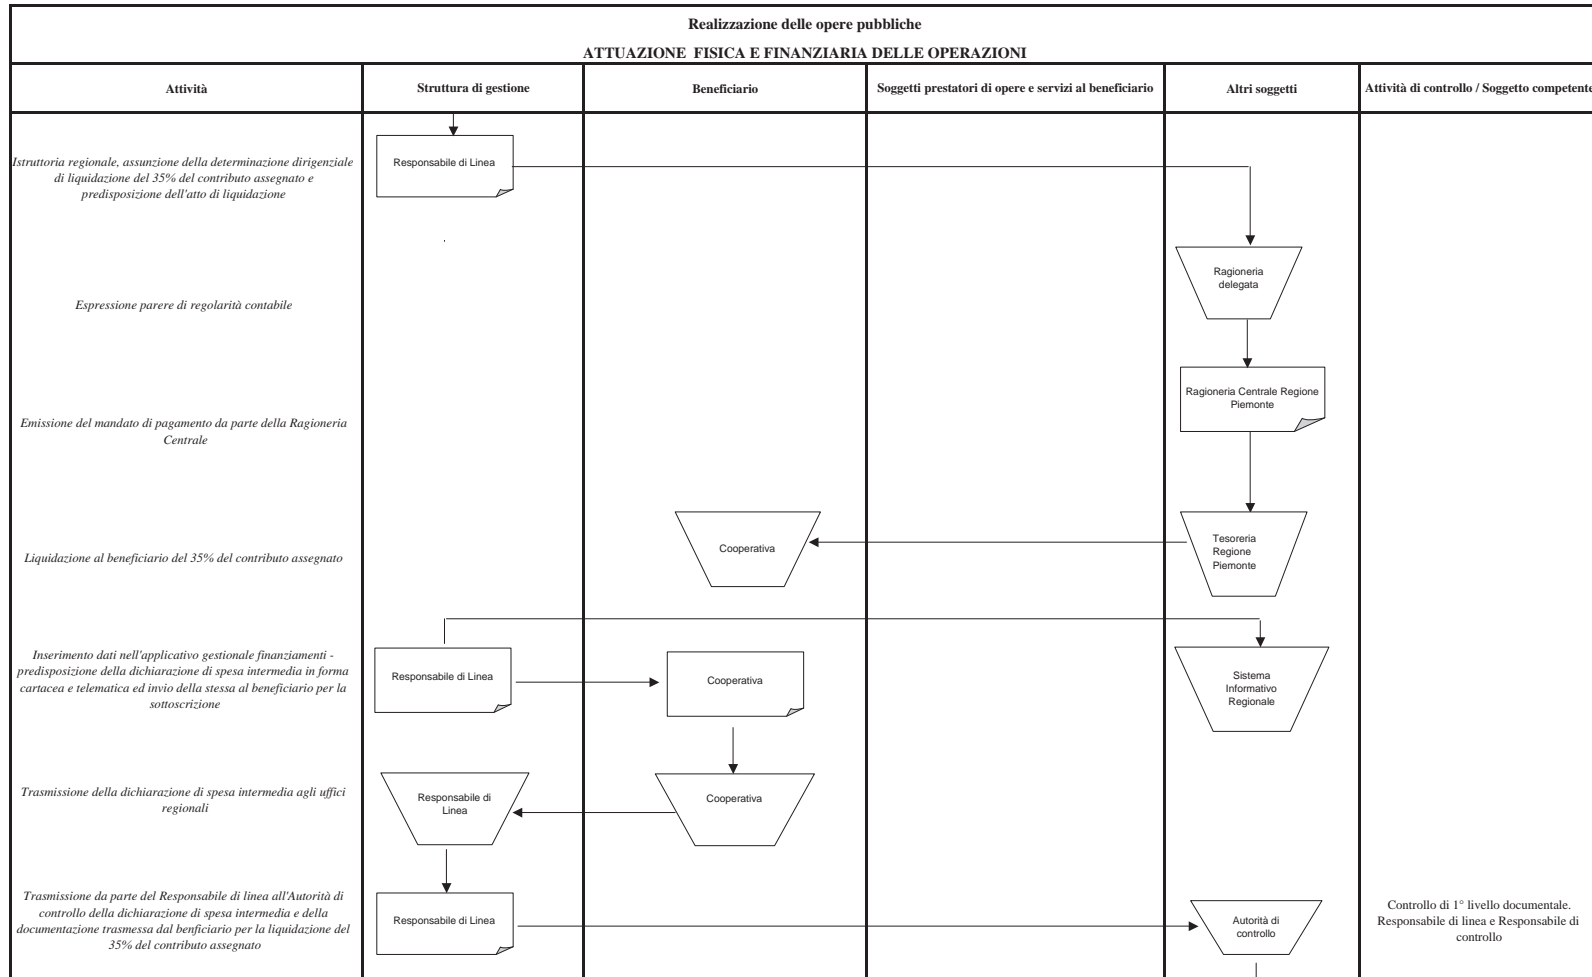 Realizzazione delle opere pubbliche
ATTUAZIONE FISICA E FINANZIARIA DELLE OPERAZIONI
Attività
Struttura di gestione
Beneficiario
Soggetti prestatori di opere e servizi al beneficiario
Altri soggetti
Attività di controllo / Soggetto competente
Istruttoria regionale, assunzione della determinazione dirigenziale
di liquidazione del 35% del contributo assegnato e
predisposizione dell'atto di liquidazione
Responsabile di Linea
Espressione parere di regolarità contabile
Ragioneria
delegata
Emissione del mandato di pagamento da parte della Ragioneria
Centrale
Ragioneria Centrale Regione
Piemonte
Liquidazione al beneficiario del 35% del contributo assegnato
Cooperativa
Tesoreria
Regione
Piemonte
Inserimento dati nell'applicativo gestionale finanziamenti -
predisposizione della dichiarazione di spesa intermedia in forma
cartacea e telematica ed invio della stessa al beneficiario per la
sottoscrizione
Responsabile di Linea
Cooperativa
Sistema
Informativo
Regionale
Trasmissione della dichiarazione di spesa intermedia agli uffici
regionali
Responsabile di
Linea
Cooperativa
Trasmissione da parte del Responsabile di linea all'Autorità di
controllo della dichiarazione di spesa intermedia e della
documentazione trasmessa dal benficiario per la liquidazione del
35% del contributo assegnato
Responsabile di Linea
Autorità di
controllo
Controllo di 1° livello documentale.
Responsabile di linea e Responsabile di
controllo